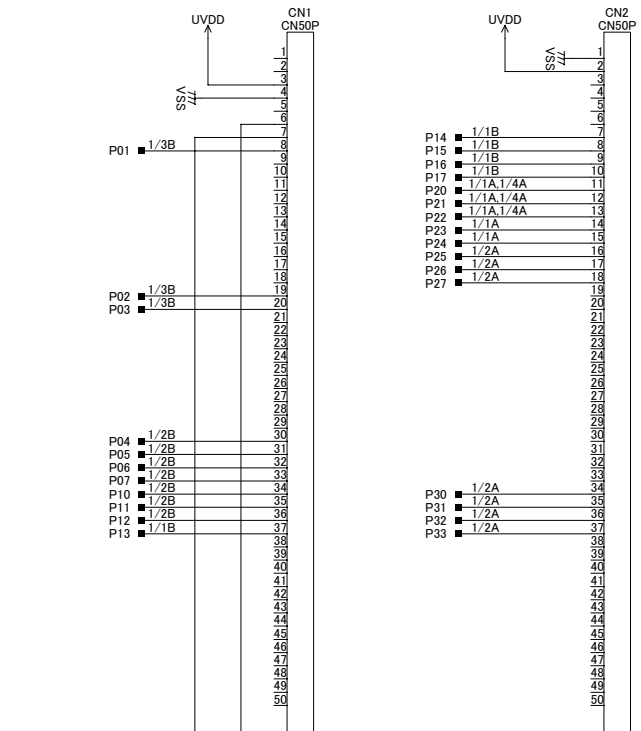 UVDD
CN1
CN50P
VSS
1
2
3
4
5
6
7
8
9
10
11
12
13
14
15
16
17
18
19
20
21
22
23
24
25
26
27
28
29
30
31
32
33
34
35
36
37
38
39
40
41
42
43
44
45
46
47
48
49
50
P01 1/3B
P02 1/3B
P03 1/3B
P04 1/2B
P05 1/2B
P06 1/2B
P07 1/2B
P10 1/2B
P11 1/2B
P12 1/2B
P13 1/1B
UVDD
CN2
CN50P
VSS
1
2
3
4
5
6
7
8
9
10
11
12
13
14
15
16
17
18
19
20
21
22
23
24
25
26
27
28
29
30
31
32
33
34
35
36
37
38
39
40
41
42
43
44
45
46
47
48
49
50
P14 1/1B
P15 1/1B
P16 1/1B
P17 1/1B
P20 1/1A,1/4A
P21 1/1A,1/4A
P22 1/1A,1/4A
P23 1/1A
P24 1/1A
P25 1/2A
P26 1/2A
P27 1/2A
P30 1/2A
P31 1/2A
P32 1/2A
P33 1/2A